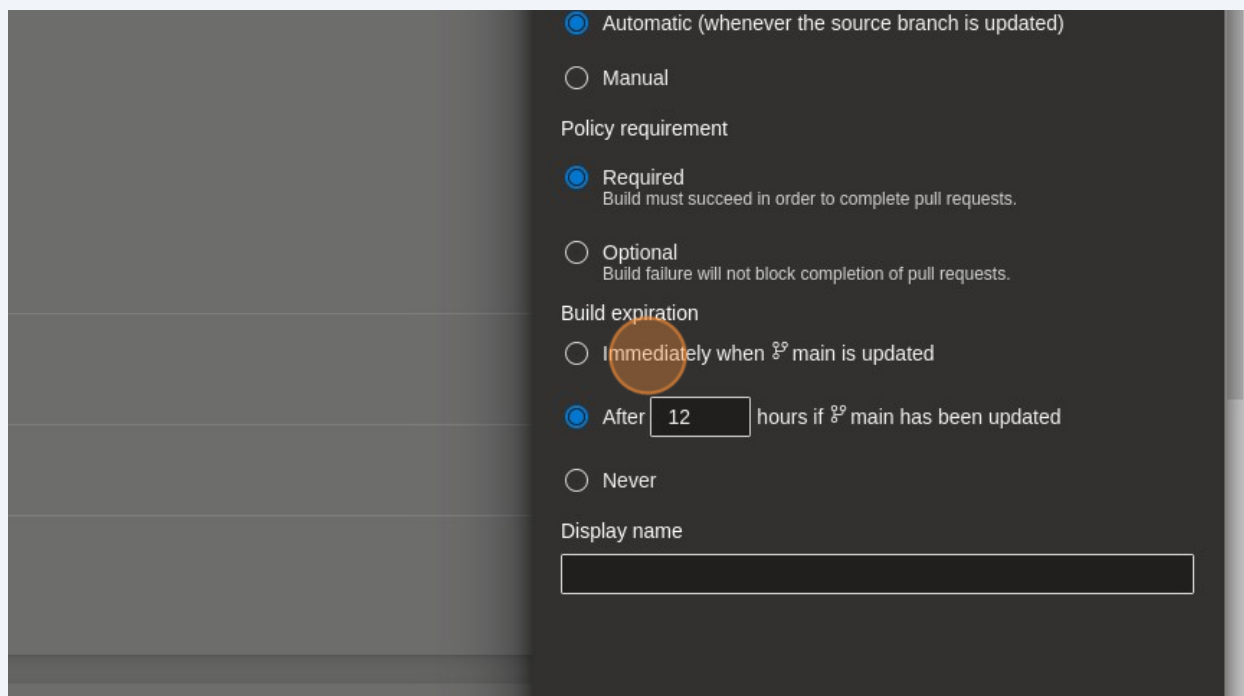 Automatic (whenever the source branch is updated)
Manual
Policy requirement
Required
Build must succeed in order to complete pull requests.
Optional
Build failure will not block completion of pull requests.
Build expiration
Immediately when main is updated
After 12 hours if main has been updated
Never
Display name